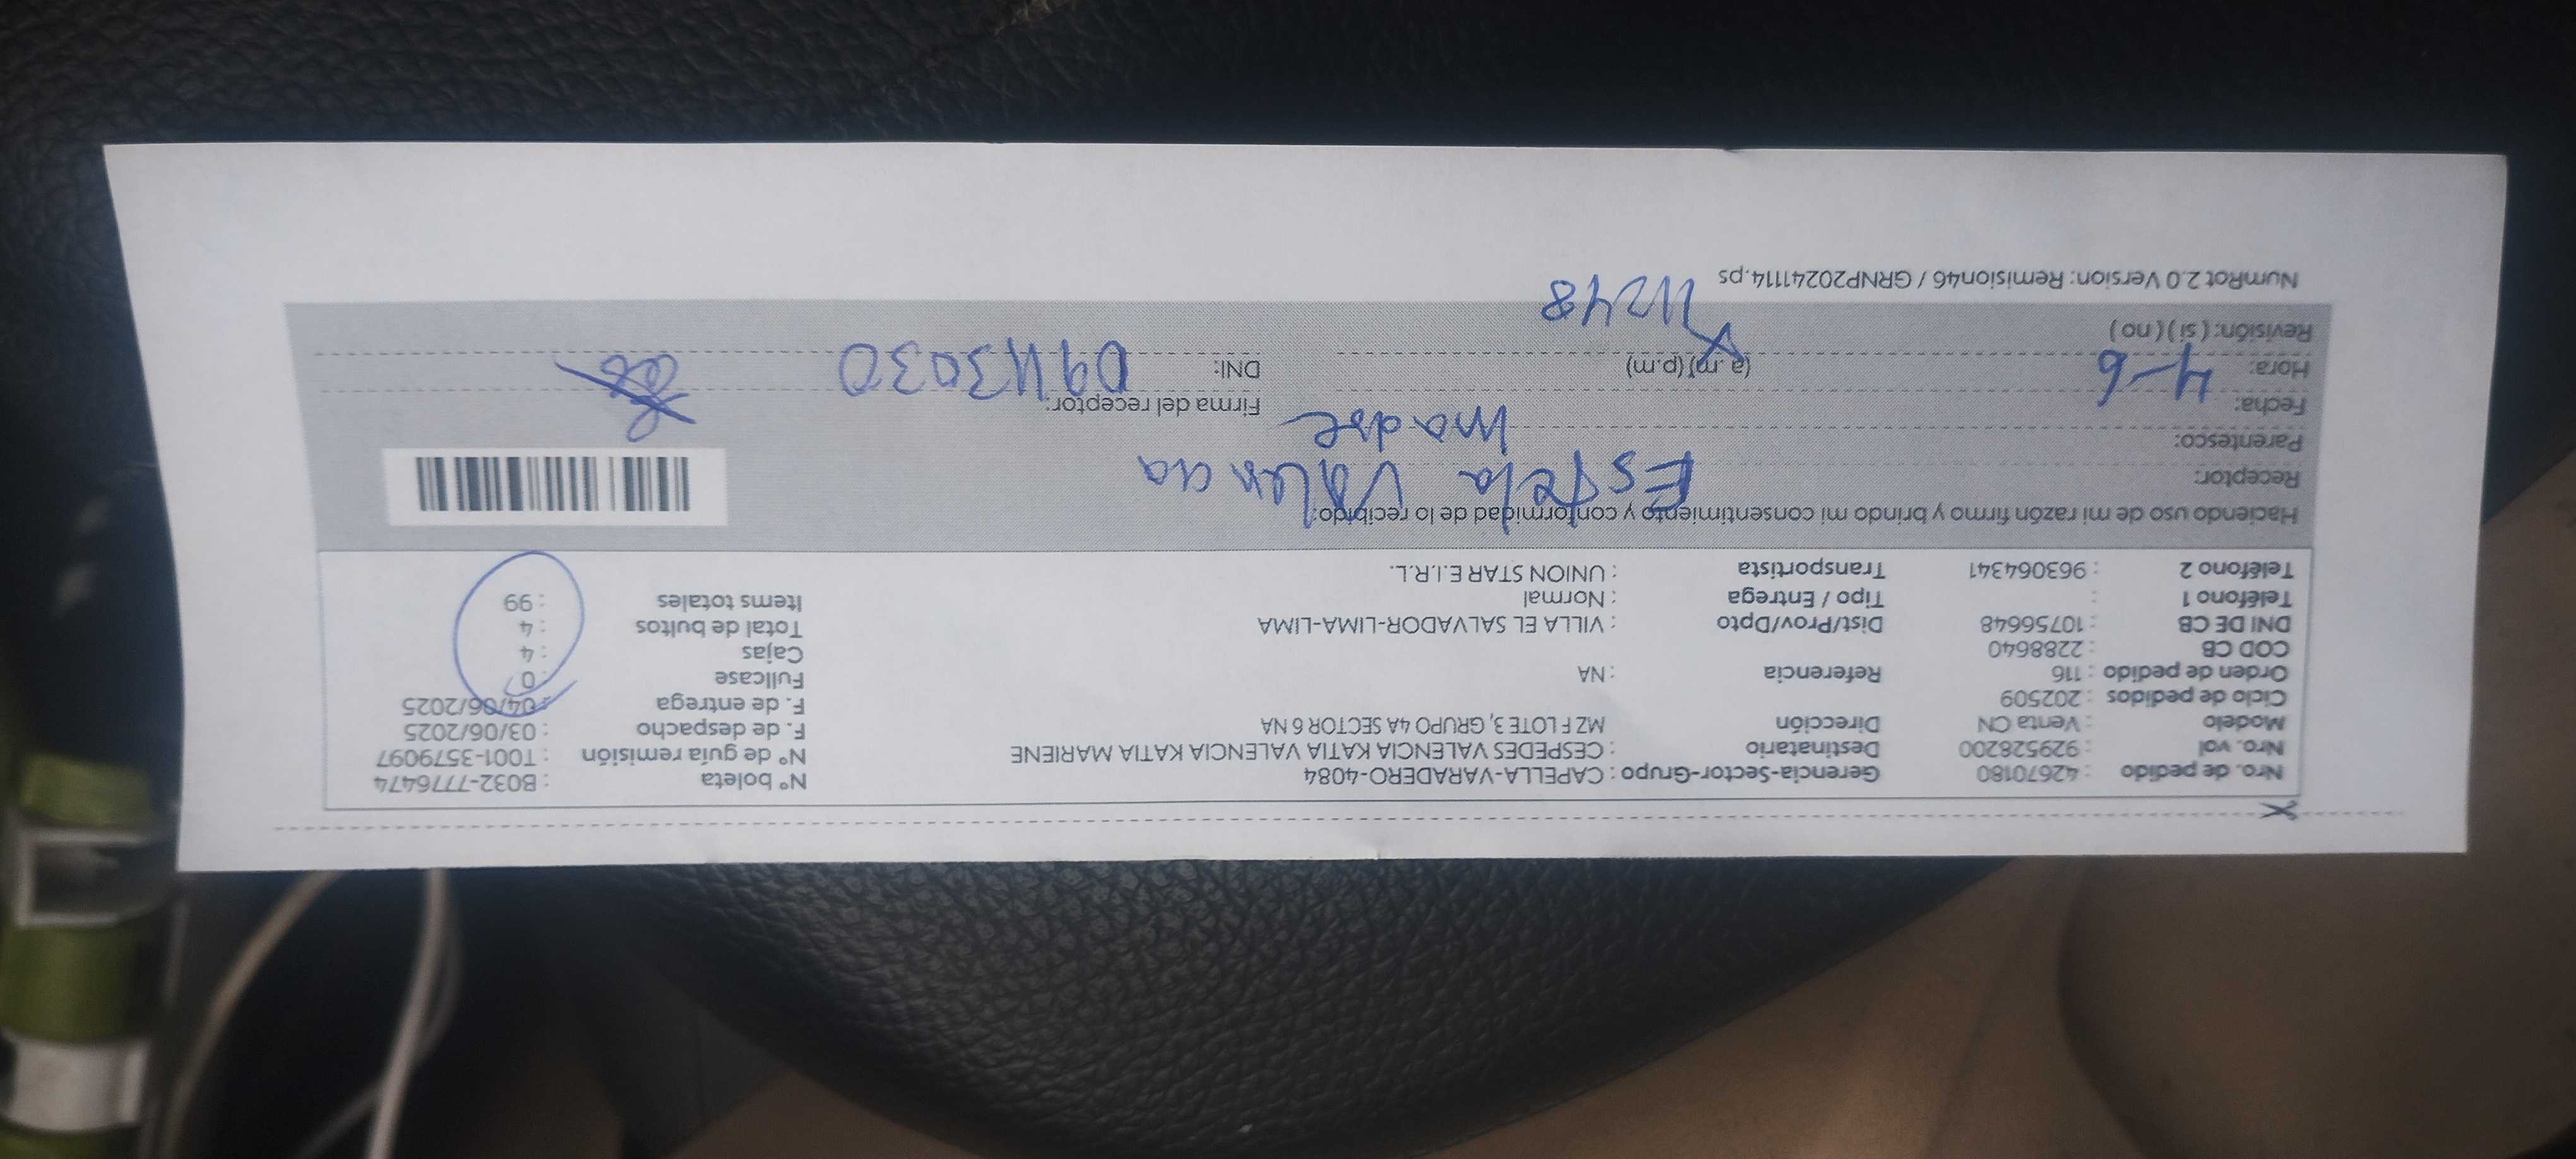 Nro. de pedido : 42670180 Gerencia-Sector-Grupo : CAPELLA-VARADERO-4084 N° boleta : B032-7776474
Nro. vol : 929528200 Destinatario : CESPEDES VALENCIA KATIA VALENCIA KATIA MARIENE N° de guía remisión : T001-3579097
Modelo : Venta CN Dirección MZ F LOTE 3, GRUPO 4A SECTOR 6 NA F. de despacho : 03/06/2025
Ciclo de pedidos : 202509 F. de entrega : 04/06/2025
Orden de pedido : 116 Referencia : NA Fullcase : 0
COD CB : 2288640 Cajas : 4
DNI DE CB : 10756648 Dist/Prov/Dpto : VILLA EL SALVADOR-LIMA-LIMA Total de bultos : 4
Teléfono 1 : Tipo / Entrega : Normal Items totales : 99
Teléfono 2 : 963064341 Transportista : UNION STAR E.I.R.L.
Haciendo uso de mi razón firmo y brindo mi consentimiento y conformidad de lo recibido:
Receptor: Estela Valencia
Parentesco: madre
Fecha: 4-6 Firma del receptor:
Hora: (a.m) (p.m) DNI:
Revisión: ( si ) ( no )
NumRot 2.0 Version: Remision46 / GRNP20241114.ps